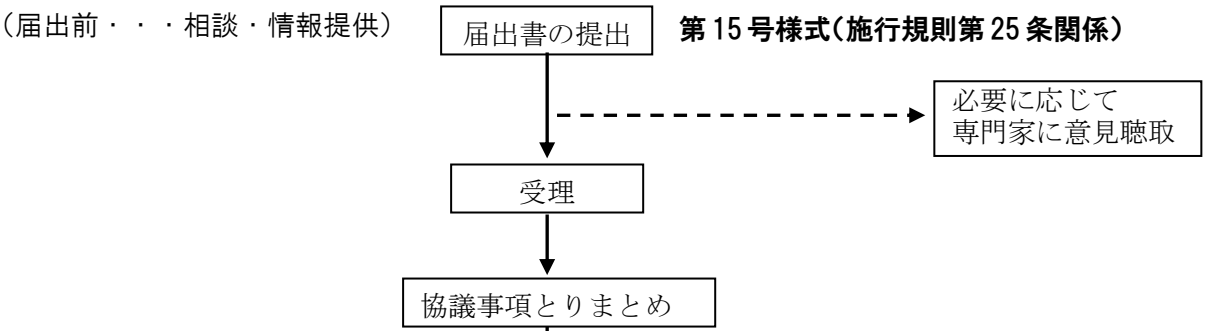 （届出前・・・相談・情報提供）
届出書の提出
第15号様式（施行規則第25条関係）
必要に応じて
専門家に意見聴取
受理
協議事項とりまとめ